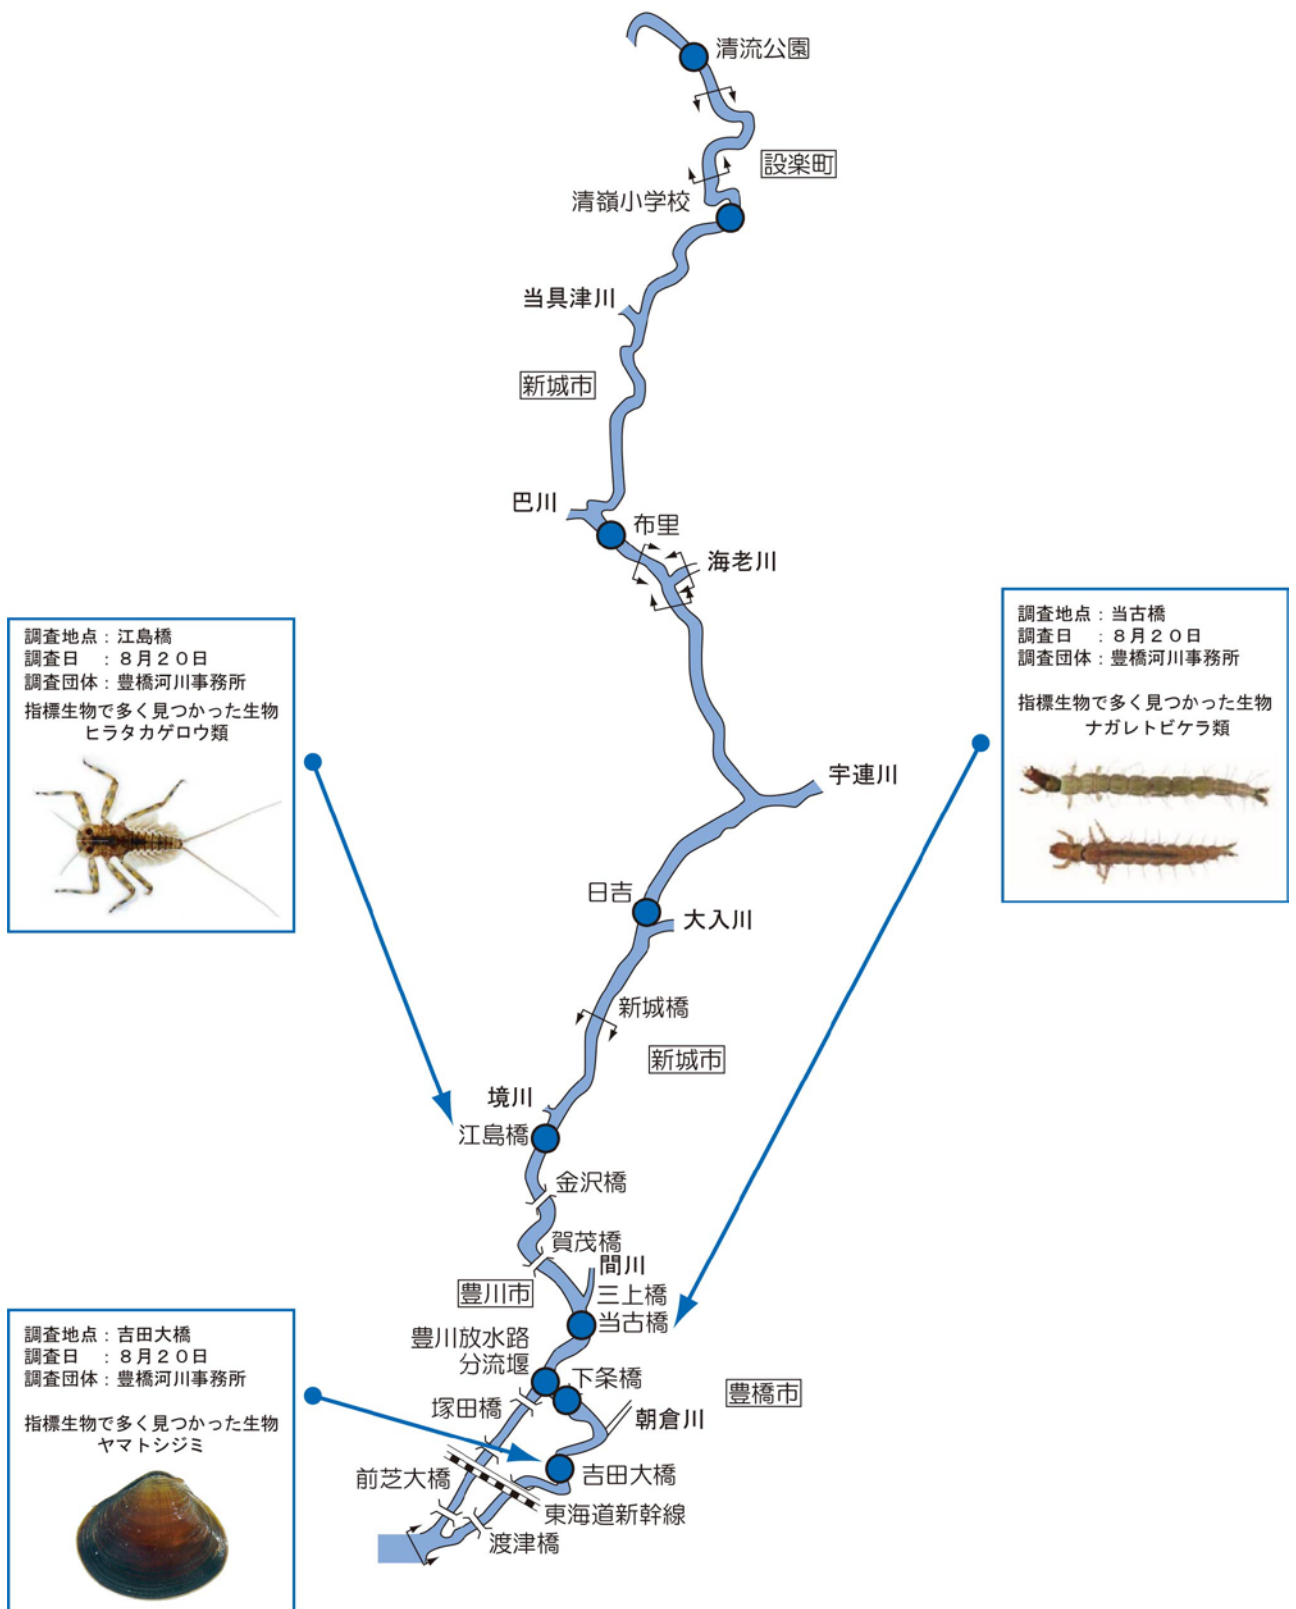 清流公園
設楽町
清嶺小学校
当具津川
新城市
巴川
布里
海老川
調査地点：当古橋
調査日　：８月２０日
調査団体：豊橋河川事務所
指標生物で多く見つかった生物
ナガレトビケラ類
調査地点：江島橋
調査日　：８月２０日
調査団体：豊橋河川事務所
指標生物で多く見つかった生物
ヒラタカゲロウ類
宇連川
日吉
大入川
新城橋
新城市
境川
江島橋
金沢橋
賀茂橋
間川
豊川市
三上橋
当古橋
豊川放水路
分流堰
下条橋
豊橋市
塚田橋
朝倉川
調査地点：吉田大橋
調査日　：８月２０日
調査団体：豊橋河川事務所
指標生物で多く見つかった生物
ヤマトシジミ
前芝大橋
吉田大橋
東海道新幹線
渡津橋